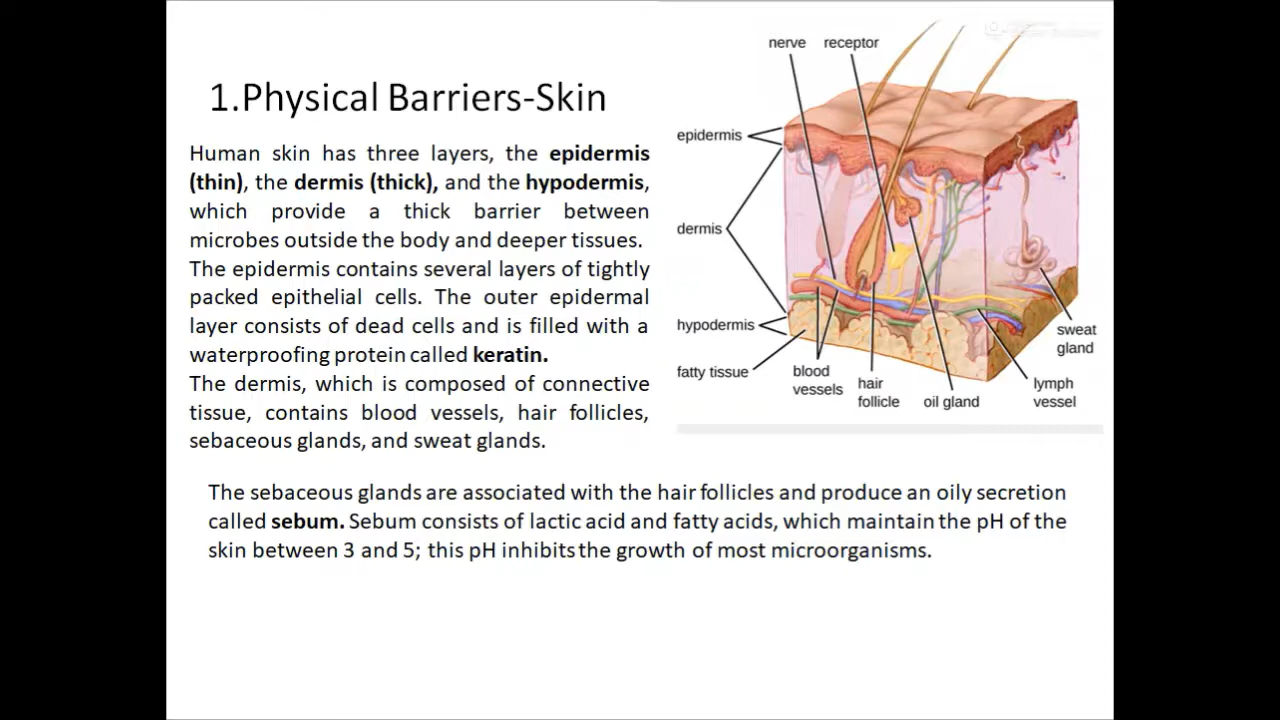 1.Physical Barriers-Skin
Human skin has three layers, the epidermis
(thin), the dermis (thick), and the hypodermis,
which provide a thick barrier between
microbes outside the body and deeper tissues.
The epidermis contains several layers of tightly
packed epithelial cells. The outer epidermal
layer consists of dead cells and is filled with a
waterproofing protein called keratin.
The dermis, which is composed of connective
tissue, contains blood vessels, hair follicles,
sebaceous glands, and sweat glands.
The sebaceous glands are associated with the hair follicles and produce an oily secretion
called sebum. Sebum consists of lactic acid and fatty acids, which maintain the pH of the
skin between 3 and 5; this pH inhibits the growth of most microorganisms.
nerve
receptor
epidermis
dermis
hypodermis
fatty tissue
blood
vessels
hair
follicle
oil gland
lymph
vessel
sweat
gland